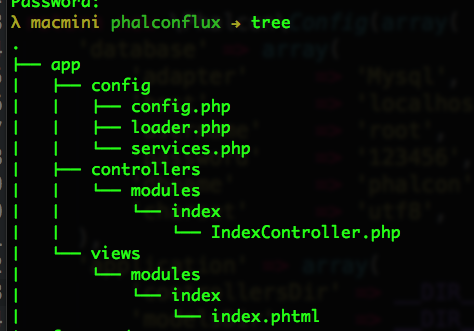 Password:
λ macmini phalconflux → tree
.
├── app
│   ├── config
│   │   ├── config.php
│   │   ├── loader.php
│   │   └── services.php
│   ├── controllers
│   │   └── modules
│   │       └── index
│   │           └── IndexController.php
│   └── views
│       └── modules
│           └── index
│               └── index.phtml